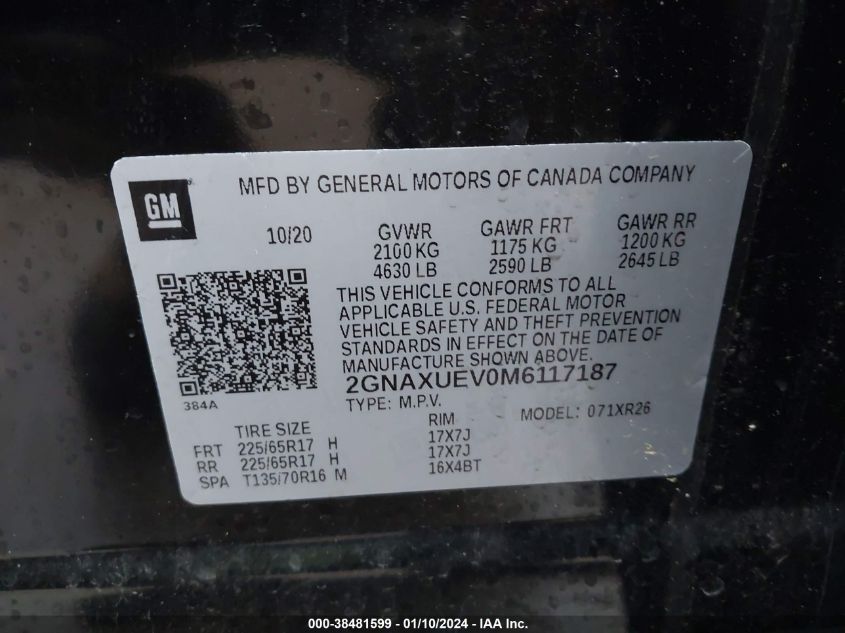 GM
MFD BY GENERAL MOTORS OF CANADA COMPANY
10/20 GVWR GAWR FRT GAWR RR
2100 KG 1175 KG 1200 KG
4630 LB 2590 LB 2645 LB
THIS VEHICLE CONFORMS TO ALL
APPLICABLE U.S. FEDERAL MOTOR
VEHICLE SAFETY AND THEFT PREVENTION
STANDARDS IN EFFECT ON THE DATE OF
MANUFACTURE SHOWN ABOVE.
2GNAXUEV0M6117187
384A
TYPE: M.P.V. MODEL: 071XR26
TIRE SIZE RIM
FRT 225/65R17 H 17X7J
RR 225/65R17 H 17X7J
SPA T135/70R16 M 16X4BT
000-38481599 - 01/10/2024 - IAA Inc.